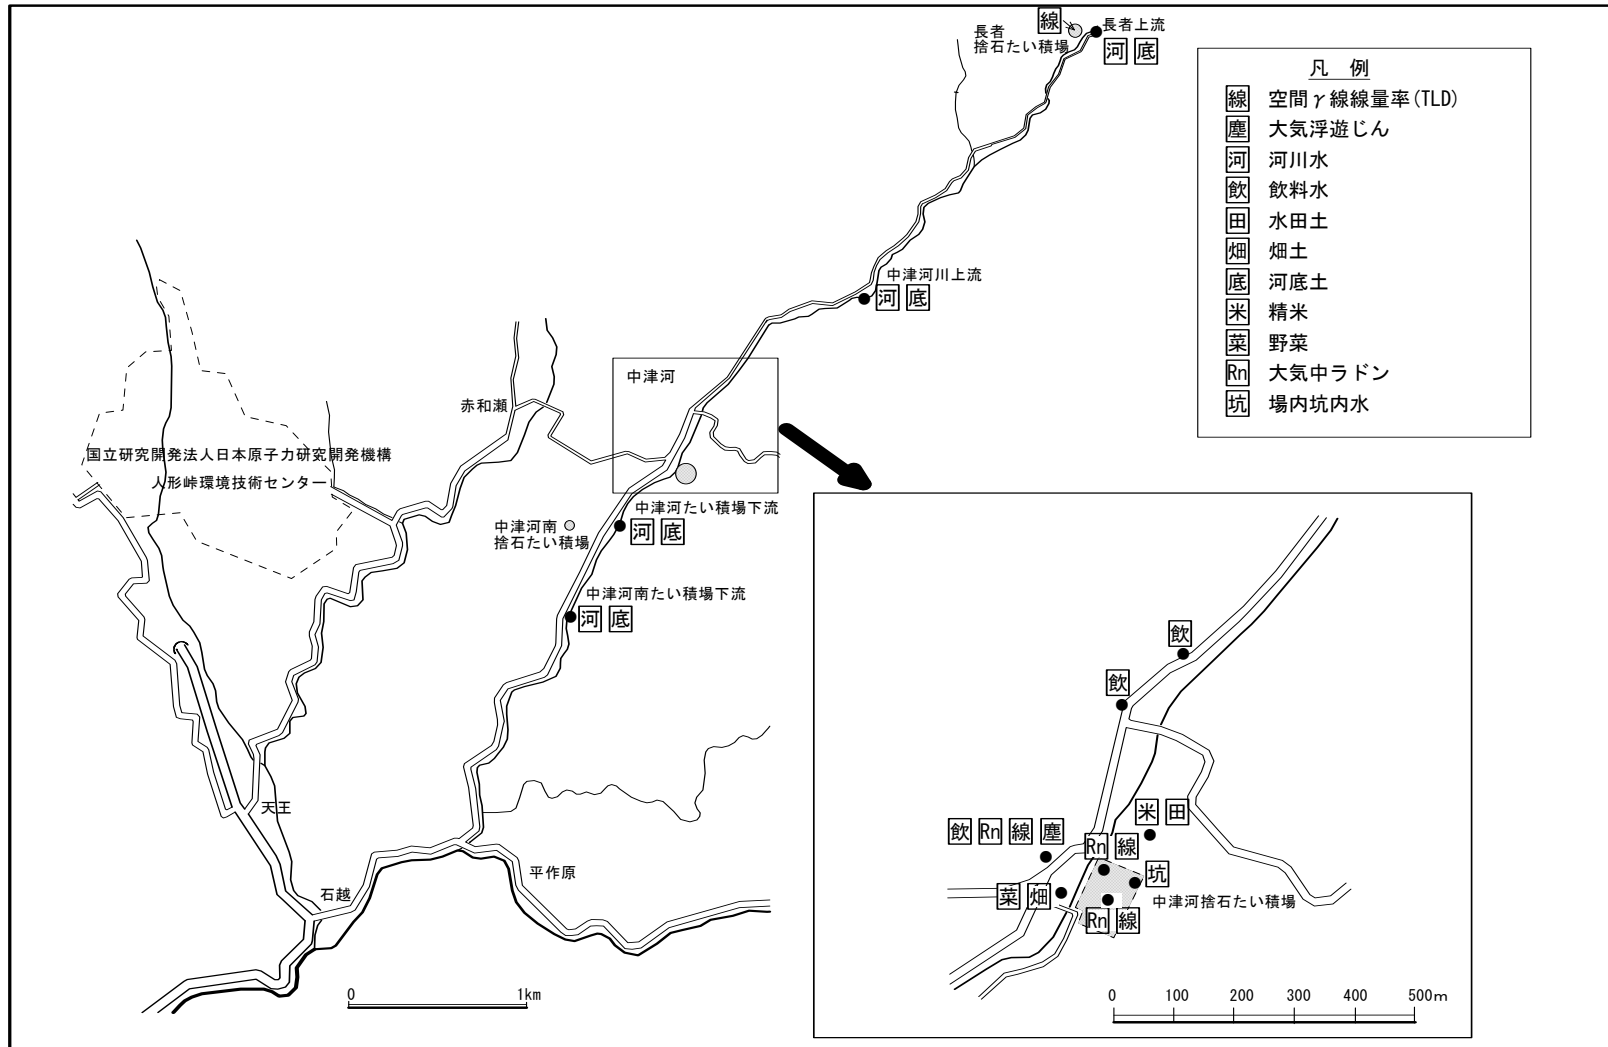 線
長者上流
長者
捨石たい積場
河 底
凡 例
線 空間γ線線量率(TLD)
塵 大気浮遊じん
河 河川水
飲 飲料水
田 水田土
畑 畑土
底 河底土
米 精米
菜 野菜
Rn 大気中ラドン
坑 場内坑内水
中津河川上流
河 底
中津河
赤和瀬
国立研究開発法人日本原子力研究開発機構
人形峠環境技術センター
中津河たい積場下流
河 底
中津河南
捨石たい積場
中津河南たい積場下流
河 底
天王
石越
平作原
0 1km
飲
飲
米 田
飲 Rn 線 塵
Rn 線
坑
菜 畑
中津河捨石たい積場
Rn 線
0 100 200 300 400 500m